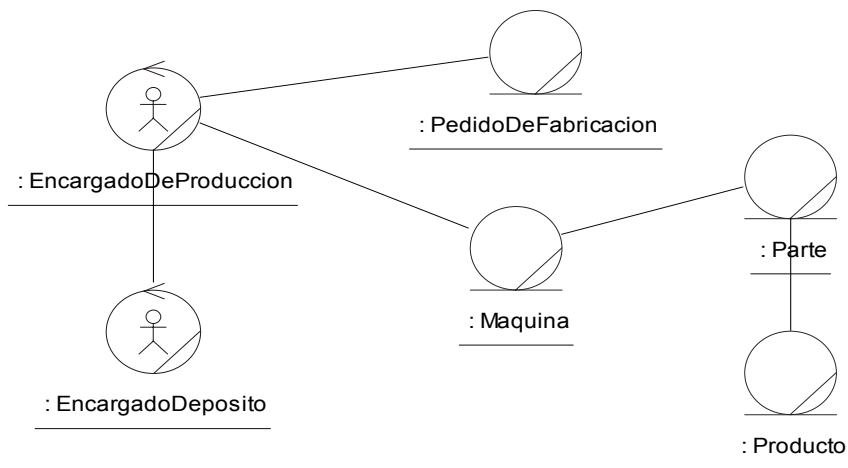 : PedidoDeFabricacion
: EncargadoDeProduccion
: Parte
: Maquina
: EncargadoDeposito
: Producto